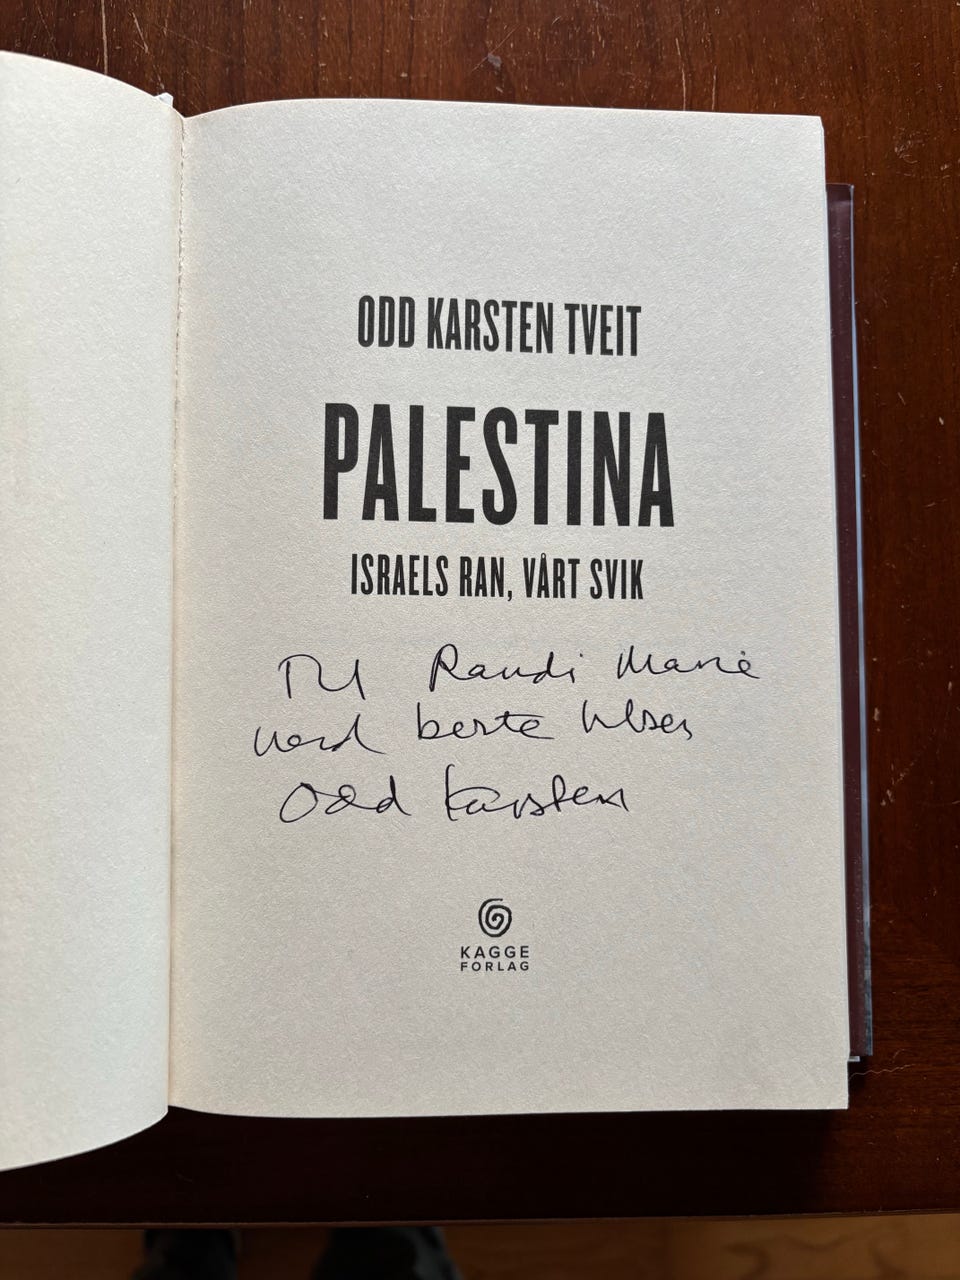 ODD KARSTEN TVEIT
PALESTINA
ISRAELS RAN, VÅRT SVIK
Til Randi Marie
med beste hilsen
Odd Karsten
KAGGE
FORLAG